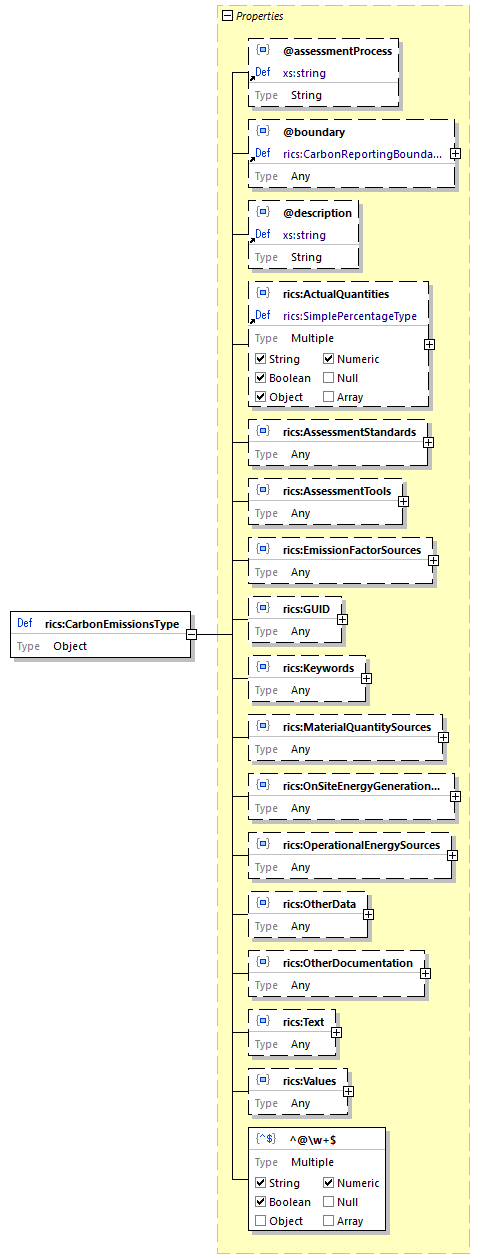 Properties
@assessmentProcess
Def xs:string
Type String
@boundary
Def rics:CarbonReportingBounda...
Type Any
@description
Def xs:string
Type String
rics:ActualQuantities
Def rics:SimplePercentageType
Type Multiple
String Numeric
Boolean Null
Object Array
rics:AssessmentStandards
Type Any
rics:AssessmentTools
Type Any
rics:EmissionFactorSources
Type Any
rics:GUID
Type Any
Def rics:CarbonEmissionsType
Type Object
rics:Keywords
Type Any
rics:MaterialQuantitySources
Type Any
rics:OnSiteEnergyGeneration...
Type Any
rics:OperationalEnergySources
Type Any
rics:OtherData
Type Any
rics:OtherDocumentation
Type Any
rics:Text
Type Any
rics:Values
Type Any
{^$} ^@\w+$
Type Multiple
String Numeric
Boolean Null
Object Array